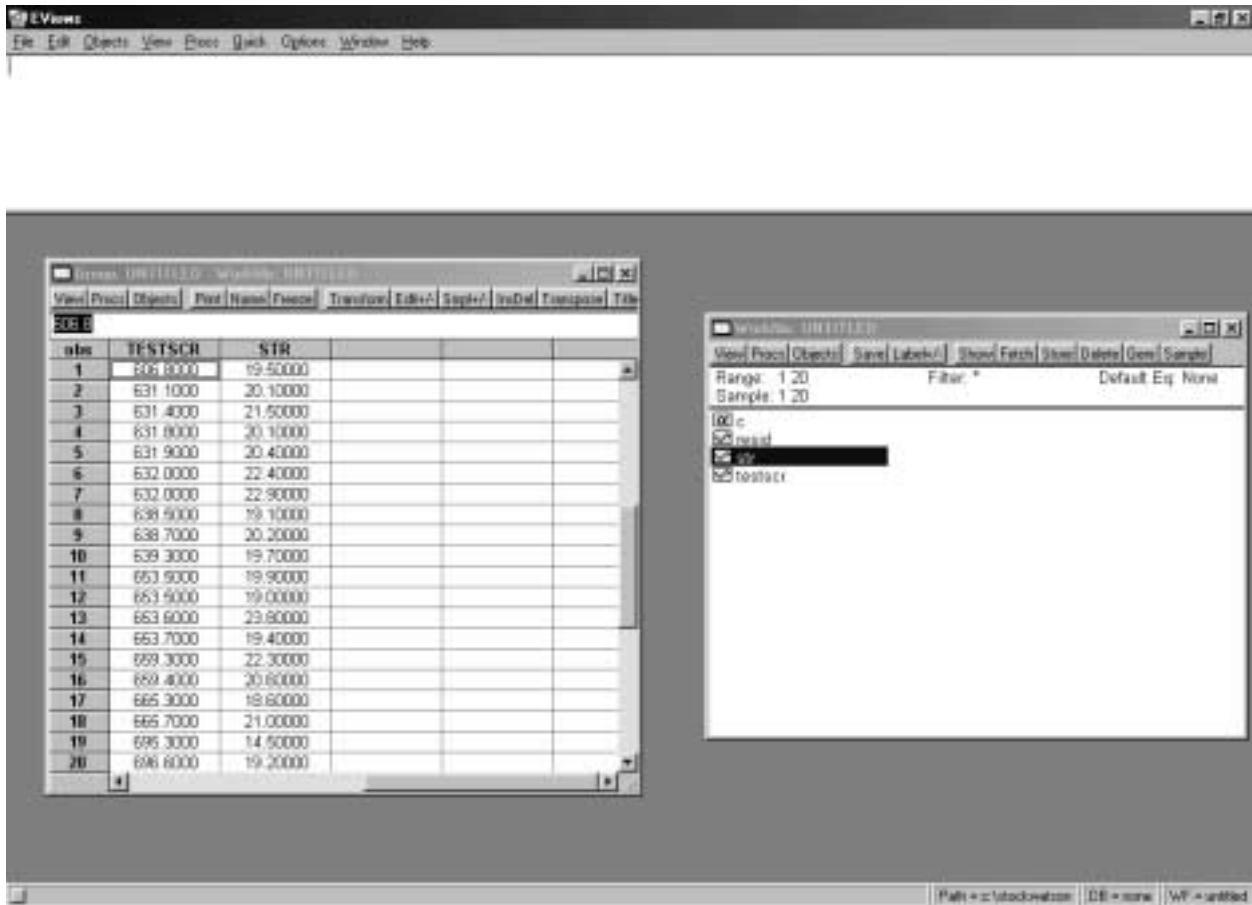 EViews
File Edit Objects View Procs Quick Options Window Help
Group: UNTITLED Workfile: UNTITLED
View Procs Objects Print Name Freeze Transform Edit+/- Smpl+/- InsDel Transpose Title
606.8
obs TESTSCR STR
1 606.8000 19.50000
2 631.1000 20.10000
3 631.4000 21.50000
4 631.8000 20.10000
5 631.9000 20.40000
6 632.0000 22.40000
7 632.0000 22.90000
8 638.5000 19.10000
9 638.7000 20.20000
10 639.3000 19.70000
11 653.5000 19.90000
12 653.5000 19.00000
13 653.6000 23.80000
14 653.7000 19.40000
15 659.3000 22.30000
16 659.4000 20.60000
17 665.3000 18.60000
18 665.7000 21.00000
19 695.3000 14.50000
20 698.6000 19.20000
Workfile: UNTITLED
View Procs Objects Save Label+/- Show Fetch Store Delete Genr Sample
Range: 1 20 Filter: * Default Eq: None
Sample: 1 20
c
resid
str
testscr
Path = c:\stockwatson DB = none WF = untitled